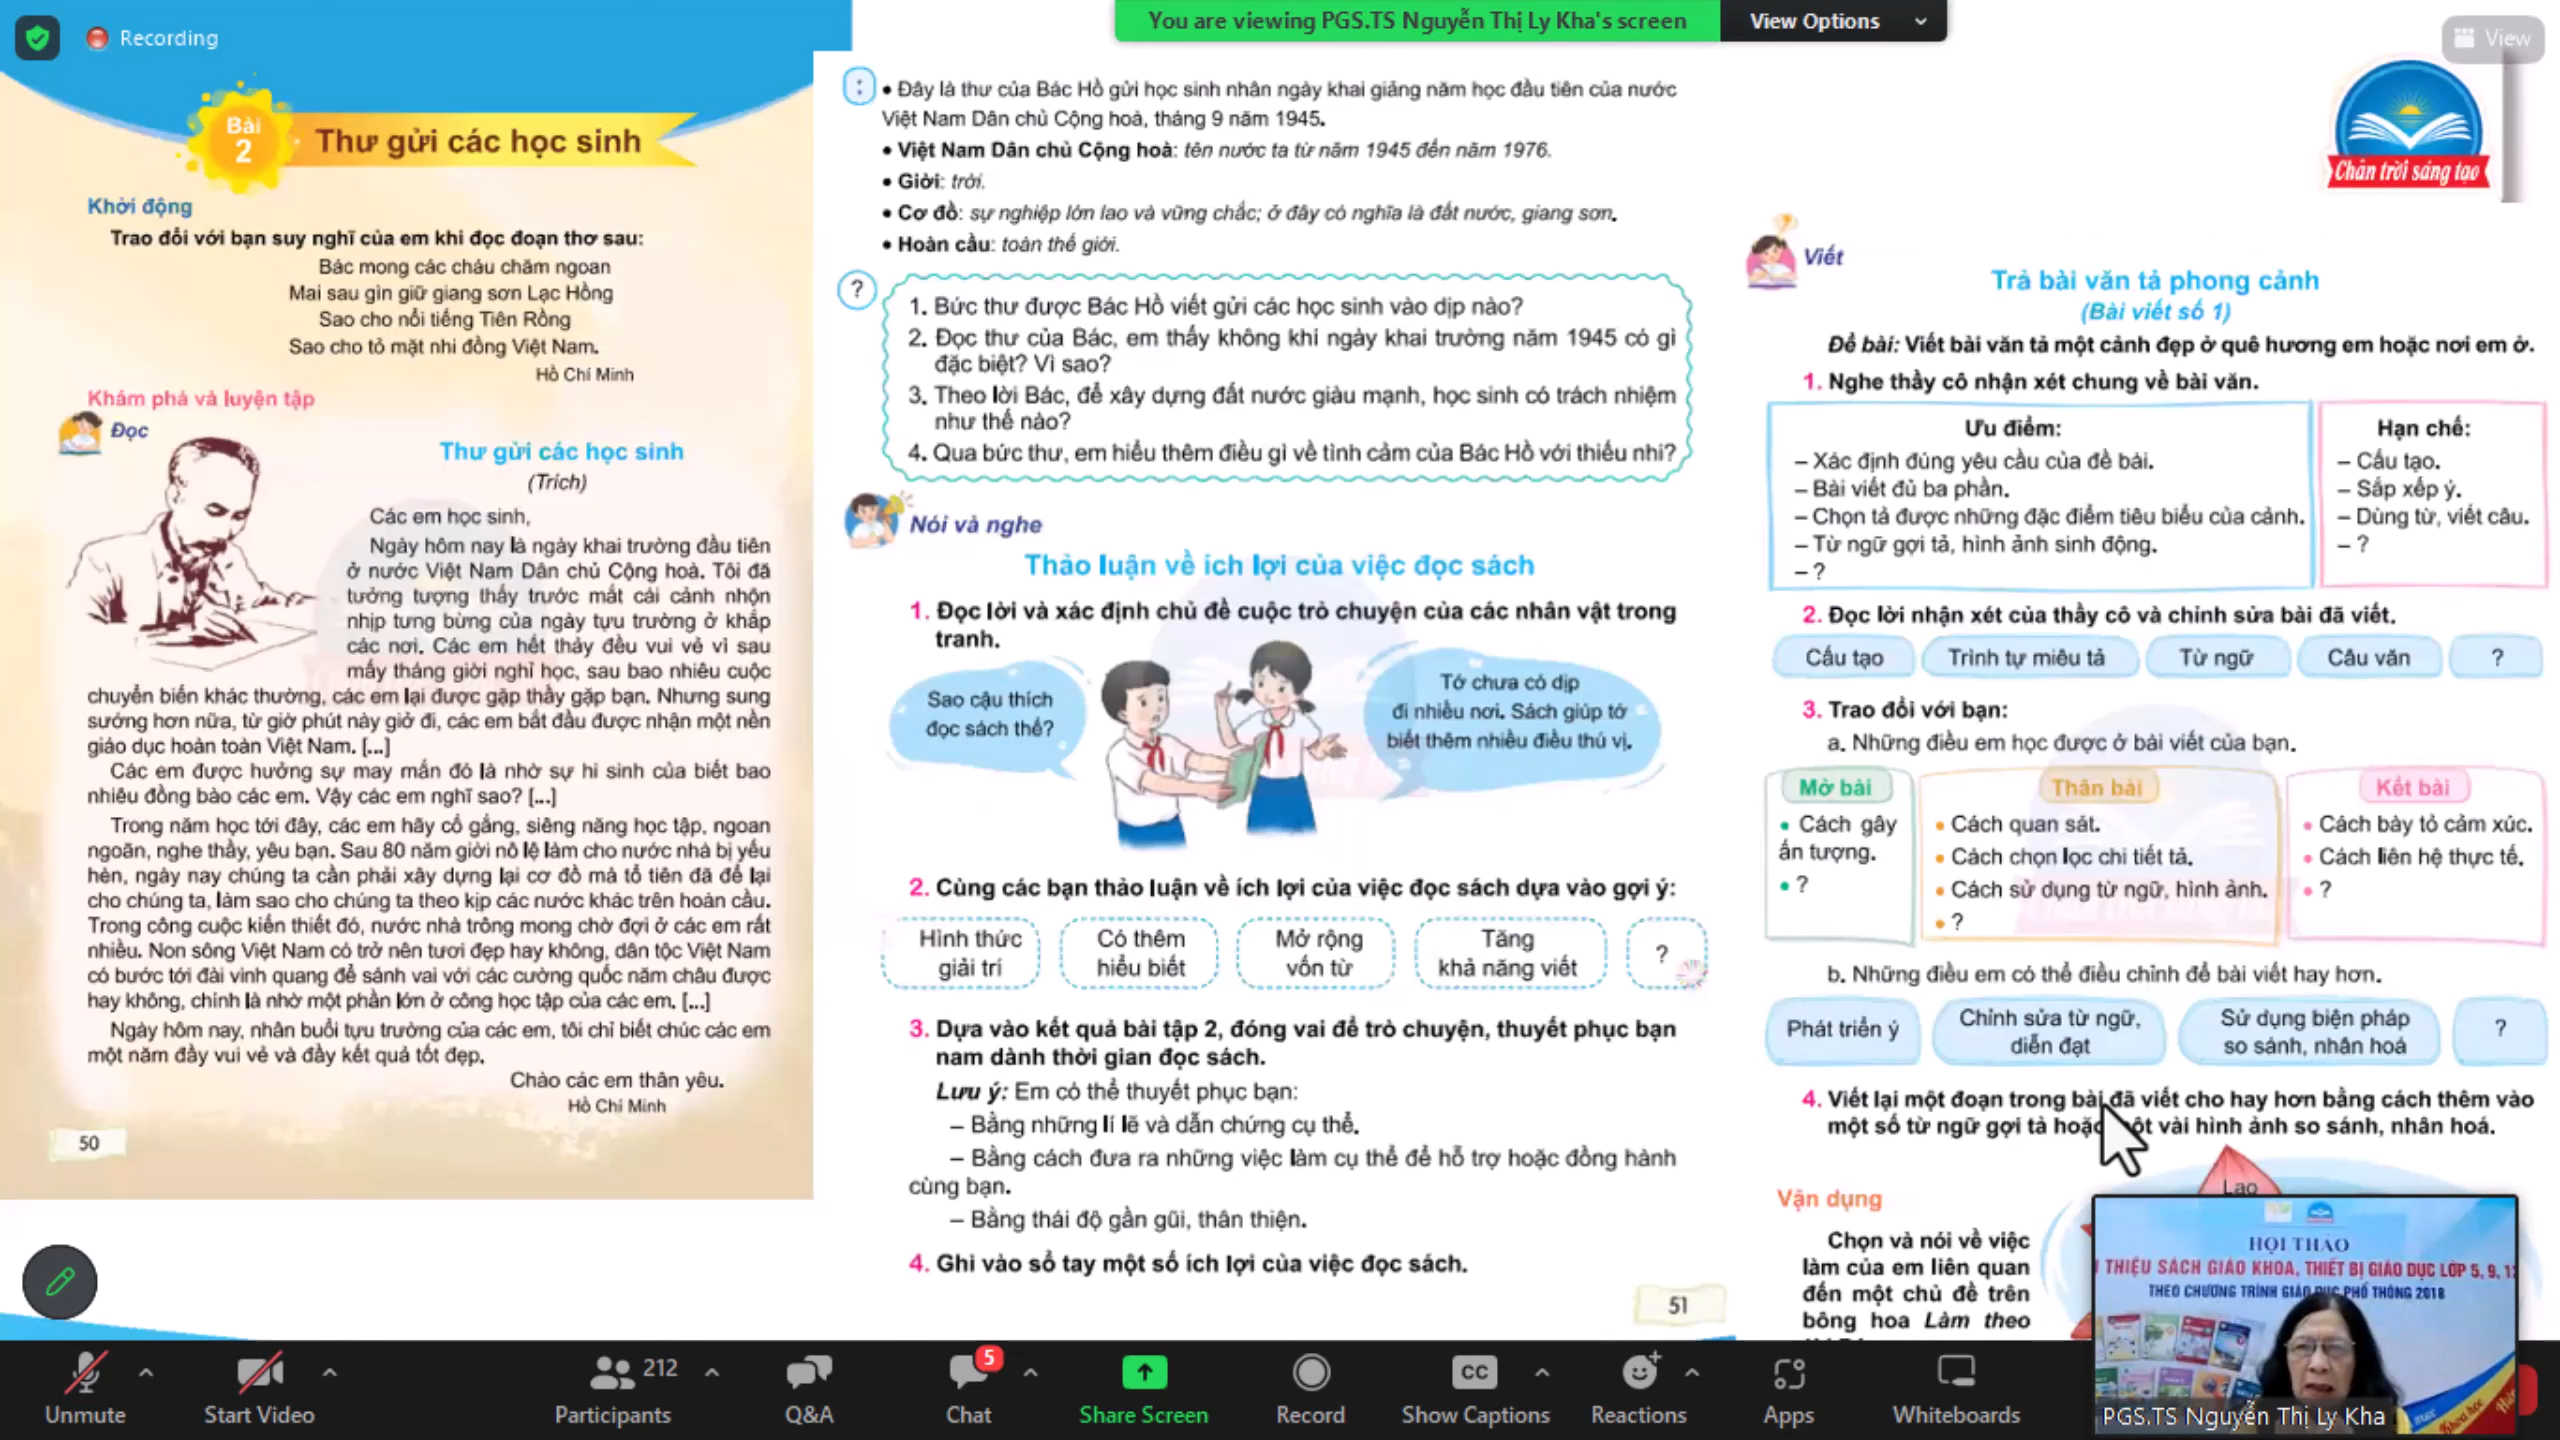 Recording
You are viewing PGS.TS Nguyễn Thị Ly Kha's screen
View Options
View
Bài
2
Thư gửi các học sinh
Khởi động
Trao đổi với bạn suy nghĩ của em khi đọc đoạn thơ sau:
Bác mong các cháu chăm ngoan
Mai sau gìn giữ giang sơn Lạc Hồng
Sao cho nổi tiếng Tiên Rồng
Sao cho tỏ mặt nhi đồng Việt Nam.
Hồ Chí Minh
Khám phá và luyện tập
Đọc
Thư gửi các học sinh
(Trích)
Các em học sinh,
Ngày hôm nay là ngày khai trường đầu tiên
ở nước Việt Nam Dân chủ Cộng hoà. Tôi đã
tưởng tượng thấy trước mắt cái cảnh nhộn
nhịp tưng bừng của ngày tựu trường ở khắp
các nơi. Các em hết thảy đều vui vẻ vì sau
mấy tháng giời nghỉ học, sau bao nhiêu cuộc
chuyển biến khác thường, các em lại được gặp thầy gặp bạn. Nhưng sung
sướng hơn nữa, từ giờ phút này giở đi, các em bắt đầu được nhận một nền
giáo dục hoàn toàn Việt Nam. [...]
Các em được hưởng sự may mắn đó là nhờ sự hi sinh của biết bao
nhiêu đồng bào các em. Vậy các em nghĩ sao? [...]
Trong năm học tới đây, các em hãy cố gắng, siêng năng học tập, ngoan
ngoãn, nghe thầy, yêu bạn. Sau 80 năm giời nô lệ làm cho nước nhà bị yếu
hèn, ngày nay chúng ta cần phải xây dựng lại cơ đồ mà tổ tiên đã để lại
cho chúng ta, làm sao cho chúng ta theo kịp các nước khác trên hoàn cầu.
Trong công cuộc kiến thiết đó, nước nhà trông mong chờ đợi ở các em rất
nhiều. Non sông Việt Nam có trở nên tươi đẹp hay không, dân tộc Việt Nam
có bước tới đài vinh quang để sánh vai với các cường quốc năm châu được
hay không, chính là nhờ một phần lớn ở công học tập của các em. [...]
Ngày hôm nay, nhân buổi tựu trường của các em, tôi chỉ biết chúc các em
một năm đầy vui vẻ và đầy kết quả tốt đẹp.
Chào các em thân yêu.
Hồ Chí Minh
50
: • Đây là thư của Bác Hồ gửi học sinh nhân ngày khai giảng năm học đầu tiên của nước
Việt Nam Dân chủ Cộng hoà, tháng 9 năm 1945.
• Việt Nam Dân chủ Cộng hoà: tên nước ta từ năm 1945 đến năm 1976.
• Giời: trời.
• Cơ đồ: sự nghiệp lớn lao và vững chắc; ở đây có nghĩa là đất nước, giang sơn.
• Hoàn cầu: toàn thế giới.
?
1. Bức thư được Bác Hồ viết gửi các học sinh vào dịp nào?
2. Đọc thư của Bác, em thấy không khí ngày khai trường năm 1945 có gì
đặc biệt? Vì sao?
3. Theo lời Bác, để xây dựng đất nước giàu mạnh, học sinh có trách nhiệm
như thế nào?
4. Qua bức thư, em hiểu thêm điều gì về tình cảm của Bác Hồ với thiếu nhi?
Nói và nghe
Thảo luận về ích lợi của việc đọc sách
1. Đọc lời và xác định chủ đề cuộc trò chuyện của các nhân vật trong
tranh.
Sao cậu thích
đọc sách thế?
Tớ chưa có dịp
đi nhiều nơi. Sách giúp tớ
biết thêm nhiều điều thú vị.
2. Cùng các bạn thảo luận về ích lợi của việc đọc sách dựa vào gợi ý:
Hình thức
giải trí
Có thêm
hiểu biết
Mở rộng
vốn từ
Tăng
khả năng viết
?
3. Dựa vào kết quả bài tập 2, đóng vai để trò chuyện, thuyết phục bạn
nam dành thời gian đọc sách.
Lưu ý: Em có thể thuyết phục bạn:
– Bằng những lí lẽ và dẫn chứng cụ thể.
– Bằng cách đưa ra những việc làm cụ thể để hỗ trợ hoặc đồng hành
cùng bạn.
– Bằng thái độ gần gũi, thân thiện.
4. Ghi vào sổ tay một số ích lợi của việc đọc sách.
51
Chân trời sáng tạo
Viết
Trả bài văn tả phong cảnh
(Bài viết số 1)
Đề bài: Viết bài văn tả một cảnh đẹp ở quê hương em hoặc nơi em ở.
1. Nghe thầy cô nhận xét chung về bài văn.
Ưu điểm:
– Xác định đúng yêu cầu của đề bài.
– Bài viết đủ ba phần.
– Chọn tả được những đặc điểm tiêu biểu của cảnh.
– Từ ngữ gợi tả, hình ảnh sinh động.
– ?
Hạn chế:
– Cấu tạo.
– Sắp xếp ý.
– Dùng từ, viết câu.
– ?
2. Đọc lời nhận xét của thầy cô và chỉnh sửa bài đã viết.
Cấu tạo
Trình tự miêu tả
Từ ngữ
Câu văn
?
3. Trao đổi với bạn:
a. Những điều em học được ở bài viết của bạn.
Mở bài
• Cách gây
ấn tượng.
• ?
Thân bài
• Cách quan sát.
• Cách chọn lọc chi tiết tả.
• Cách sử dụng từ ngữ, hình ảnh.
• ?
Kết bài
• Cách bày tỏ cảm xúc.
• Cách liên hệ thực tế.
• ?
b. Những điều em có thể điều chỉnh để bài viết hay hơn.
Phát triển ý
Chỉnh sửa từ ngữ,
diễn đạt
Sử dụng biện pháp
so sánh, nhân hoá
?
4. Viết lại một đoạn trong bài đã viết cho hay hơn bằng cách thêm vào
một số từ ngữ gợi tả hoặc một vài hình ảnh so sánh, nhân hoá.
Lao
Vận dụng
Chọn và nói về việc
làm của em liên quan
đến một chủ đề trên
bông hoa Làm theo
HỘI THẢO
THIỆU SÁCH GIÁO KHOA, THIẾT BỊ GIÁO DỤC LỚP 5, 9, 1
THEO CHƯƠNG TRÌNH GIÁO DỤC PHỔ THÔNG 2018
PGS.TS Nguyễn Thị Ly Kha
Unmute
Start Video
212
Participants
Q&A
5
Chat
Share Screen
Record
CC
Show Captions
Reactions
Apps
Whiteboards